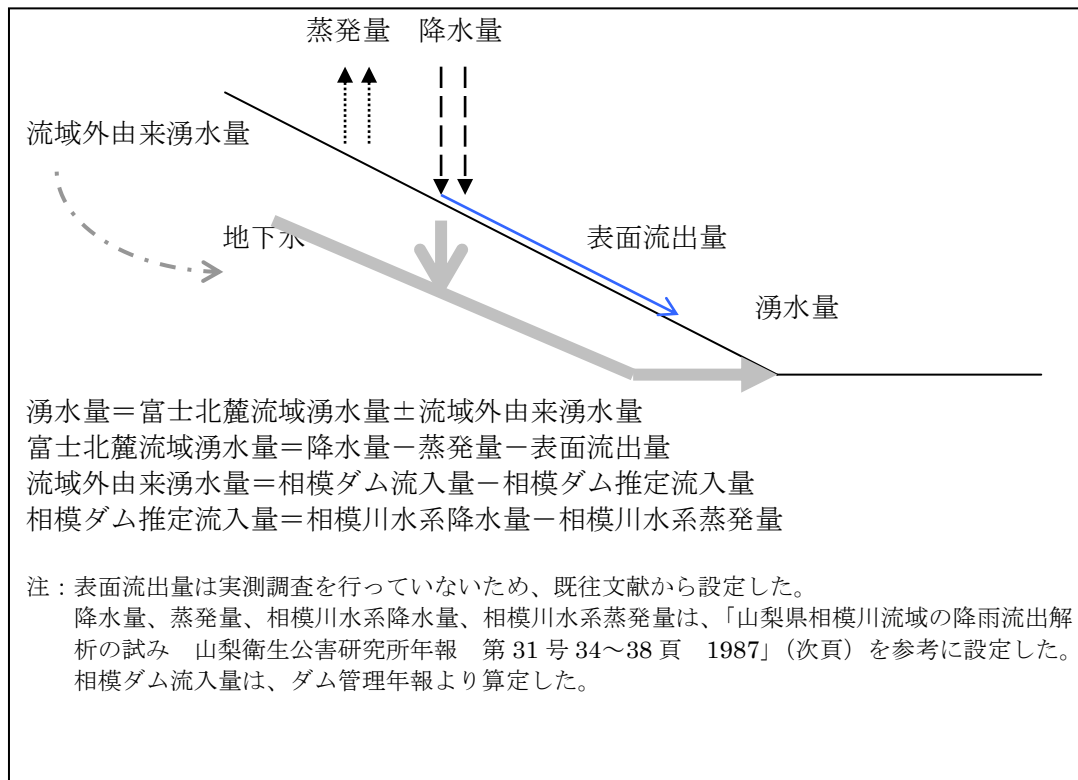 蒸発量　降水量
流域外由来湧水量
地下水
表面流出量
湧水量
湧水量＝富士北麓流域湧水量±流域外由来湧水量
富士北麓流域湧水量＝降水量－蒸発量－表面流出量
流域外由来湧水量＝相模ダム流入量－相模ダム推定流入量
相模ダム推定流入量＝相模川水系降水量－相模川水系蒸発量
注：表面流出量は実測調査を行っていないため、既往文献から設定した。
降水量、蒸発量、相模川水系降水量、相模川水系蒸発量は、「山梨県相模川流域の降雨流出解
析の試み　山梨衛生公害研究所年報　第 31 号 34～38 頁　1987」（次頁）を参考に設定した。
相模ダム流入量は、ダム管理年報より算定した。